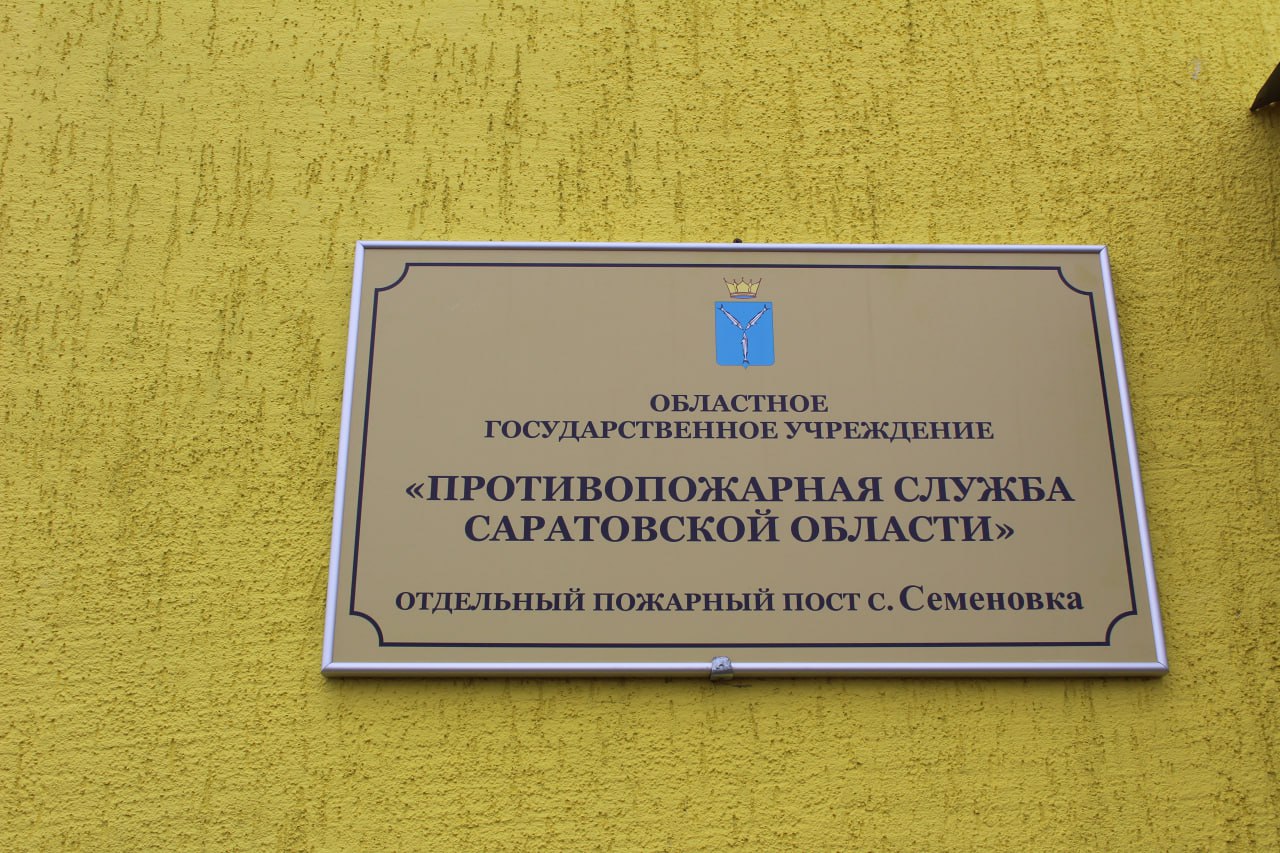 ОБЛАСТНОЕ
ГОСУДАРСТВЕННОЕ УЧРЕЖДЕНИЕ
«ПРОТИВОПОЖАРНАЯ СЛУЖБА
САРАТОВСКОЙ ОБЛАСТИ»
ОТДЕЛЬНЫЙ ПОЖАРНЫЙ ПОСТ С. Семеновка